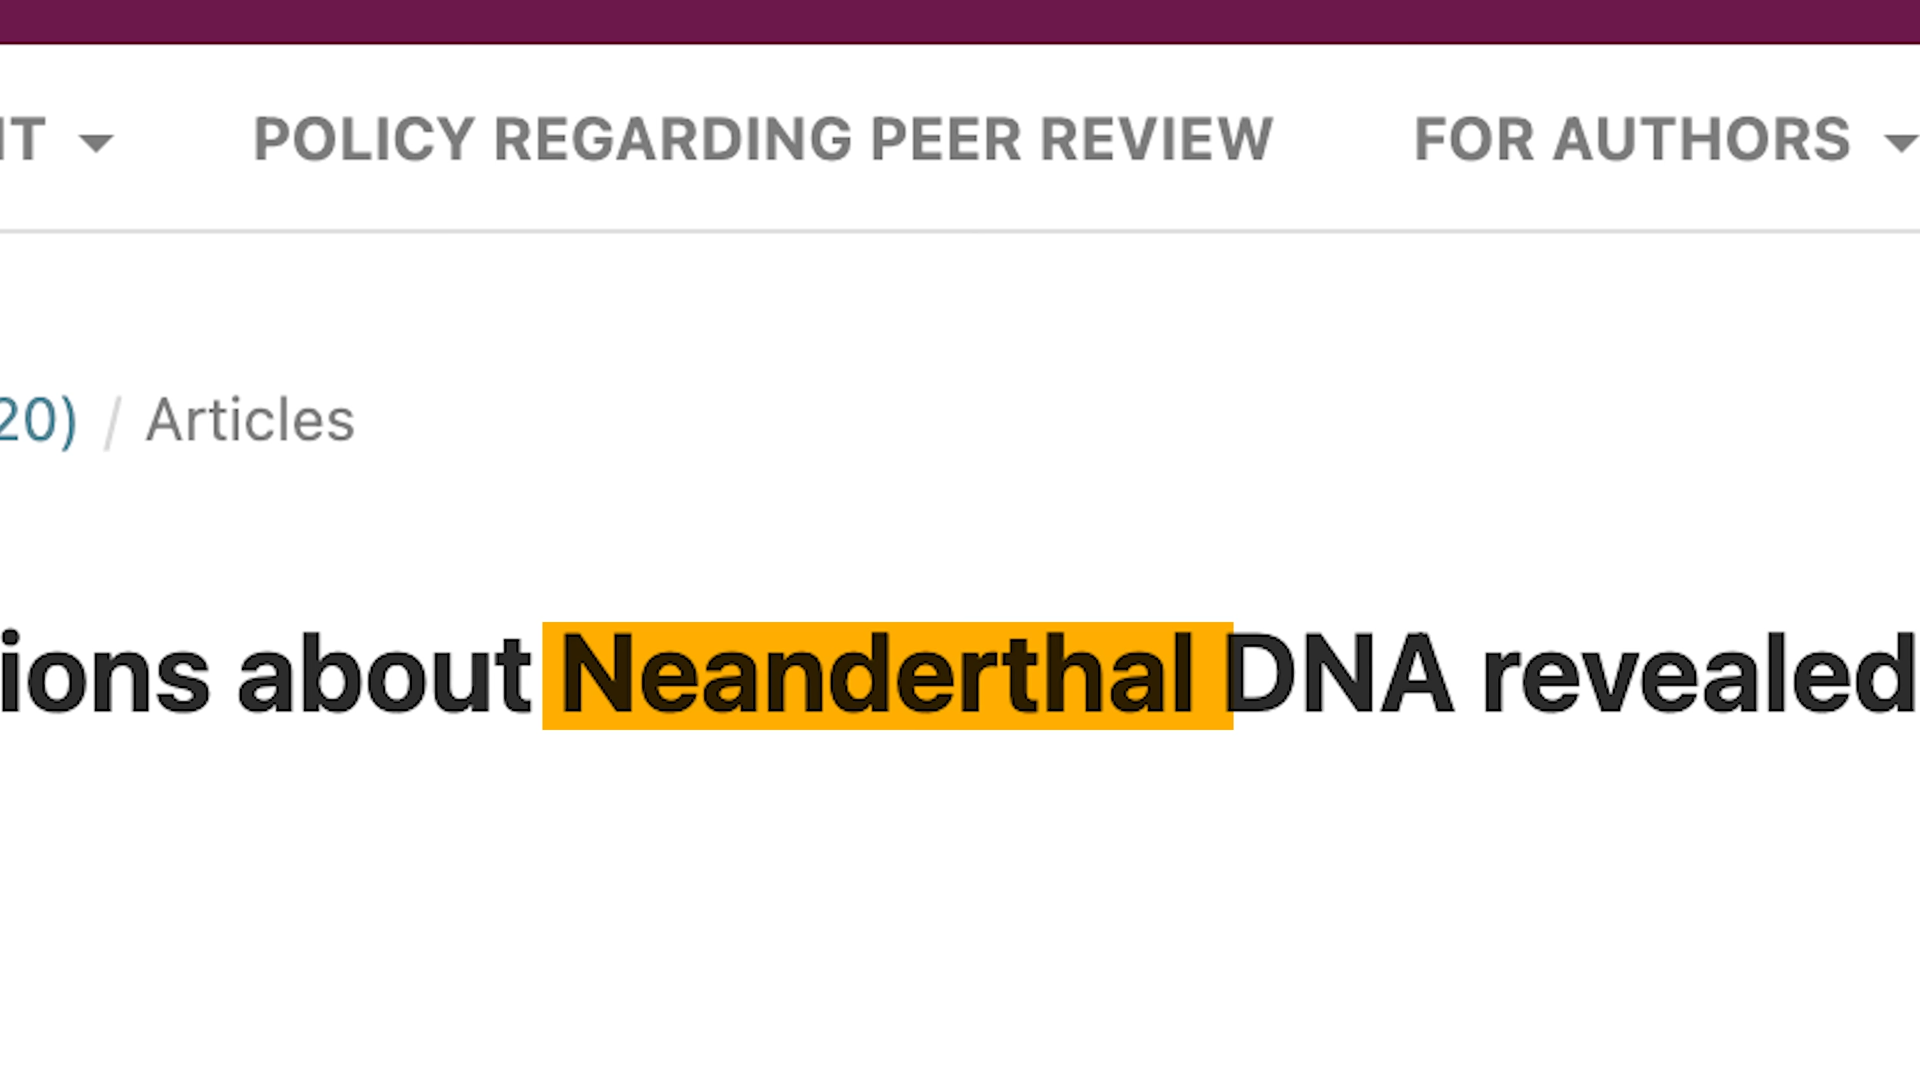 IT POLICY REGARDING PEER REVIEW FOR AUTHORS
20) / Articles
ions about Neanderthal DNA revealed